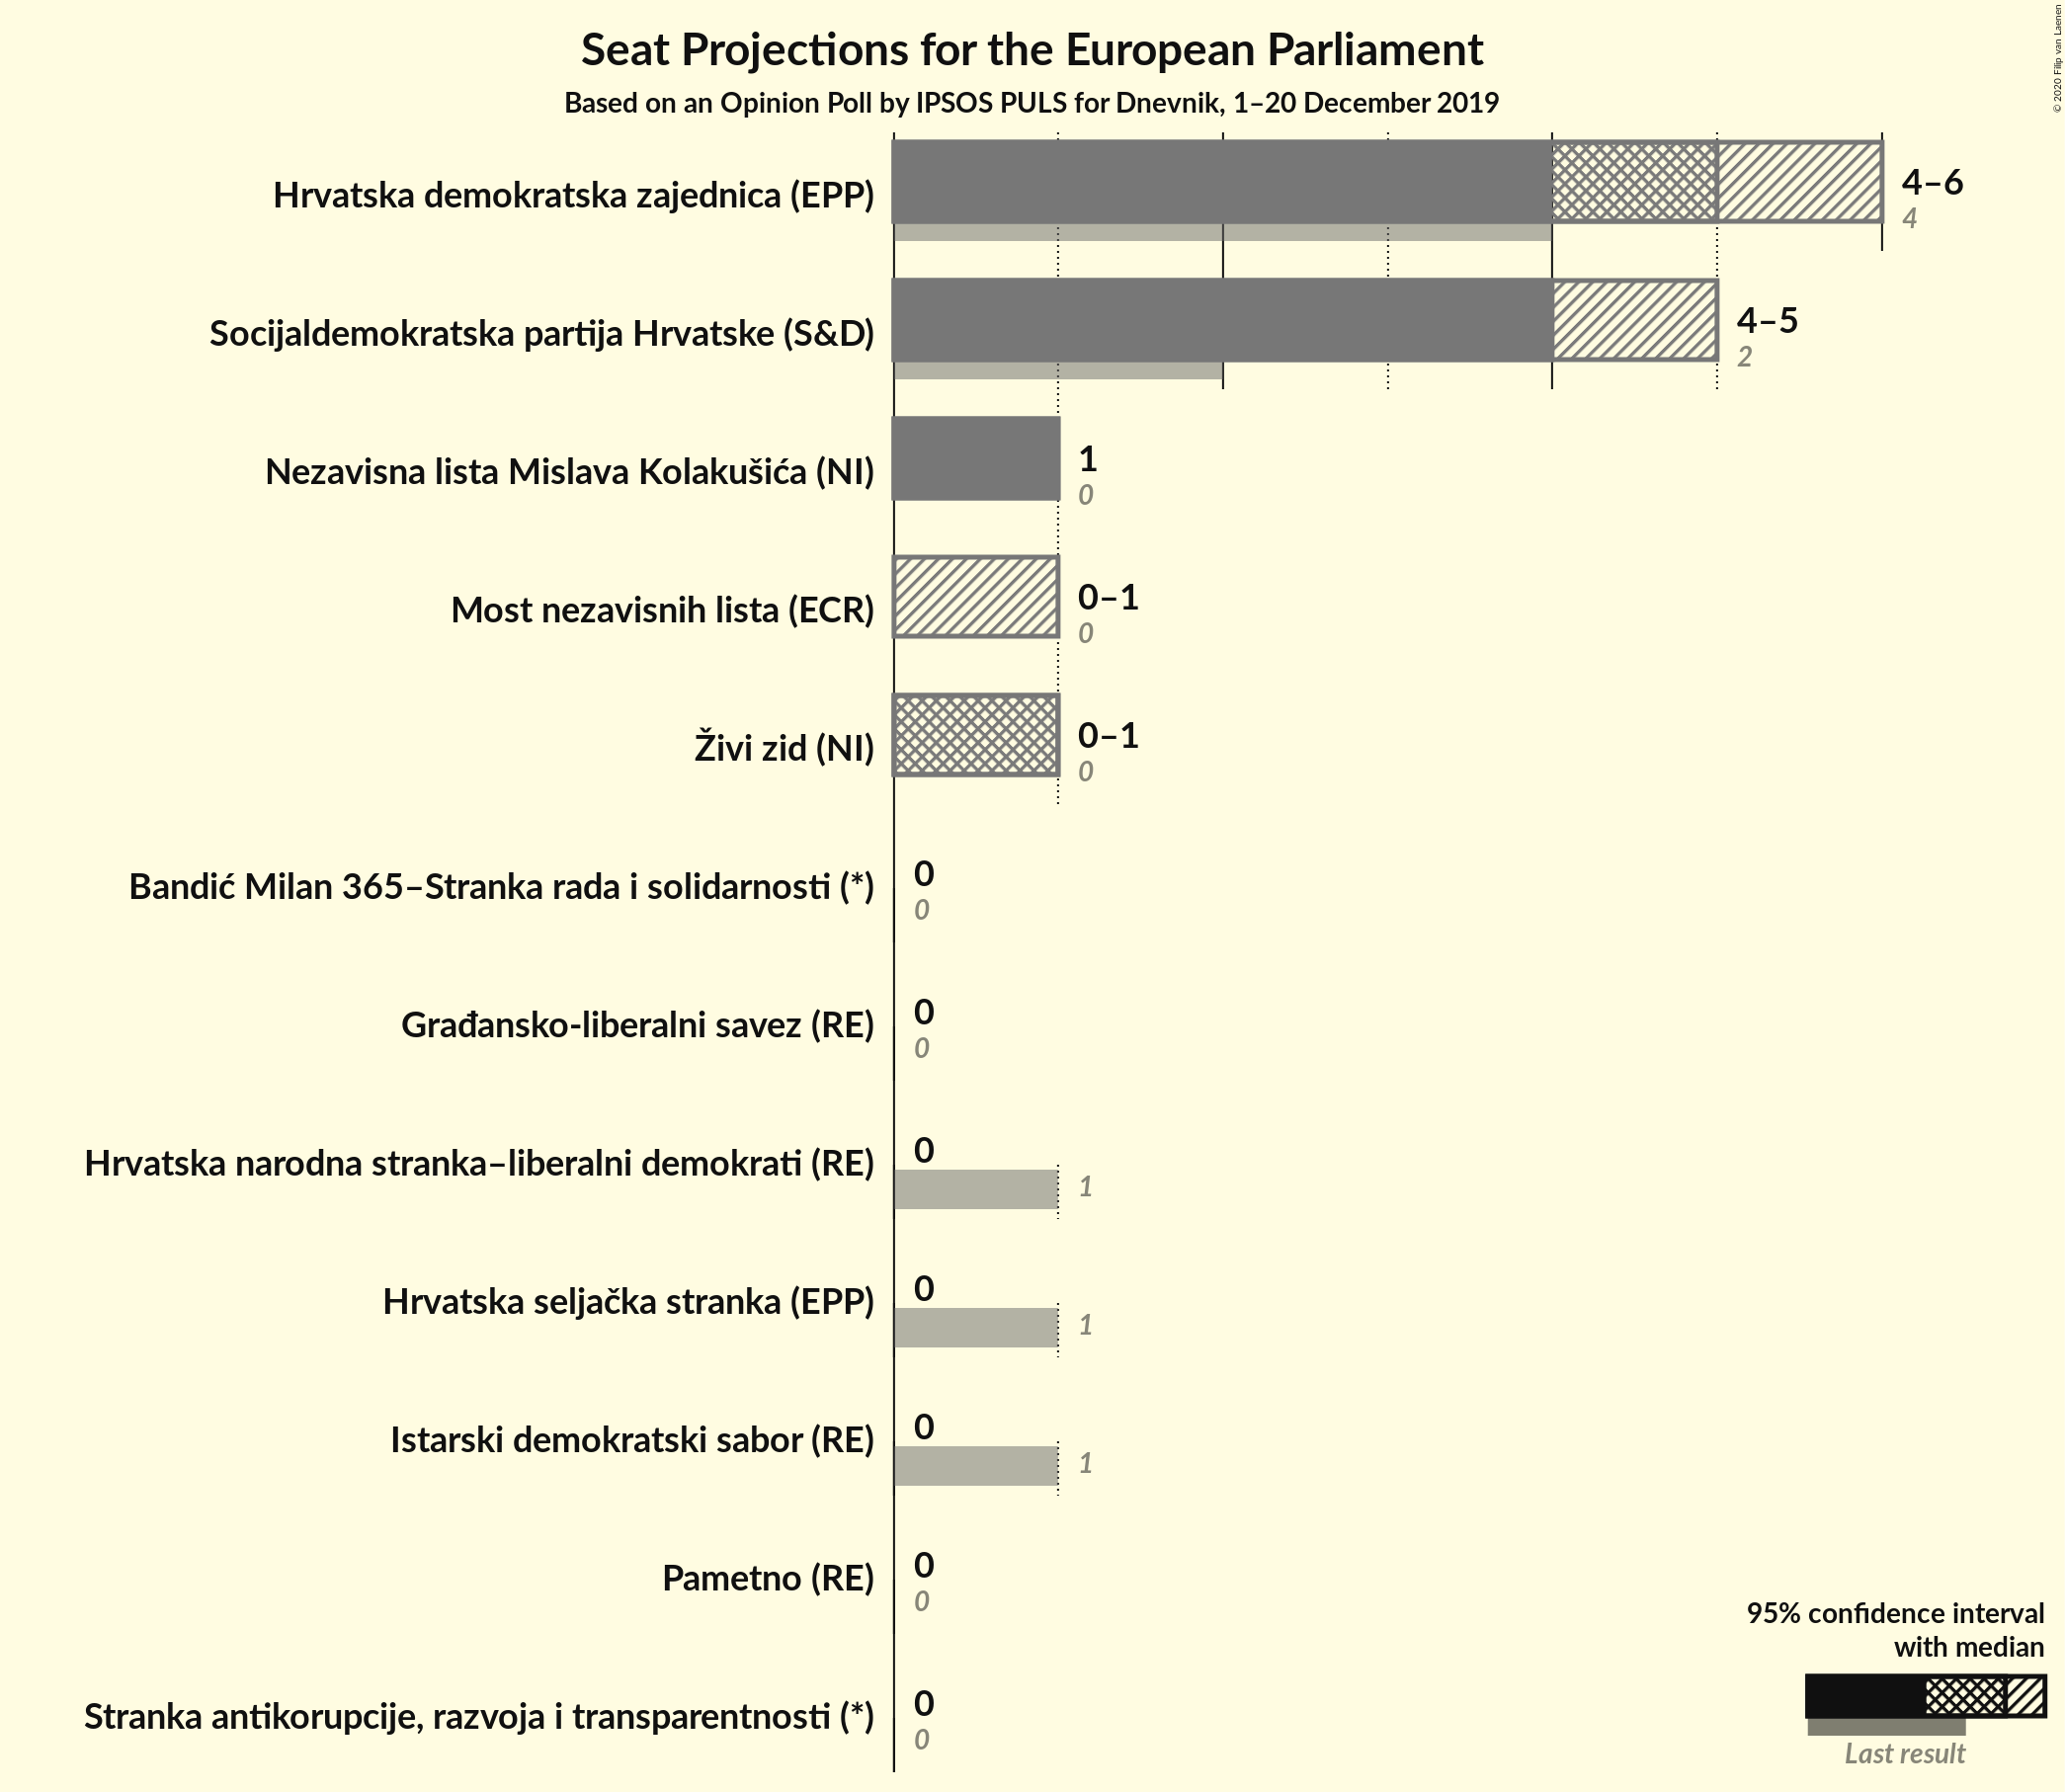 Seat Projections for the European Parliament
Based on an Opinion Poll by IPSOS PULS for Dnevnik, 1–20 December 2019
© 2020 Filip van Laenen
Hrvatska demokratska zajednica (EPP)
4–6
4
Socijaldemokratska partija Hrvatske (S&D)
4–5
2
Nezavisna lista Mislava Kolakušića (NI)
1
0
Most nezavisnih lista (ECR)
0–1
0
Živi zid (NI)
0–1
0
Bandić Milan 365–Stranka rada i solidarnosti (*)
0
0
Građansko-liberalni savez (RE)
0
0
Hrvatska narodna stranka–liberalni demokrati (RE)
0
1
Hrvatska seljačka stranka (EPP)
0
1
Istarski demokratski sabor (RE)
0
1
Pametno (RE)
0
0
Stranka antikorupcije, razvoja i transparentnosti (*)
0
0
95% confidence interval
with median
Last result